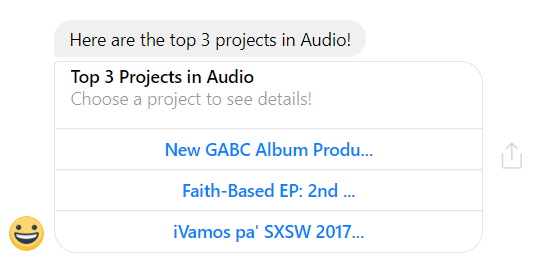 Here are the top 3 projects in Audio!
Top 3 Projects in Audio
Choose a project to see details!
New GABC Album Produ...
Faith-Based EP: 2nd ...
iVamos pa' SXSW 2017...